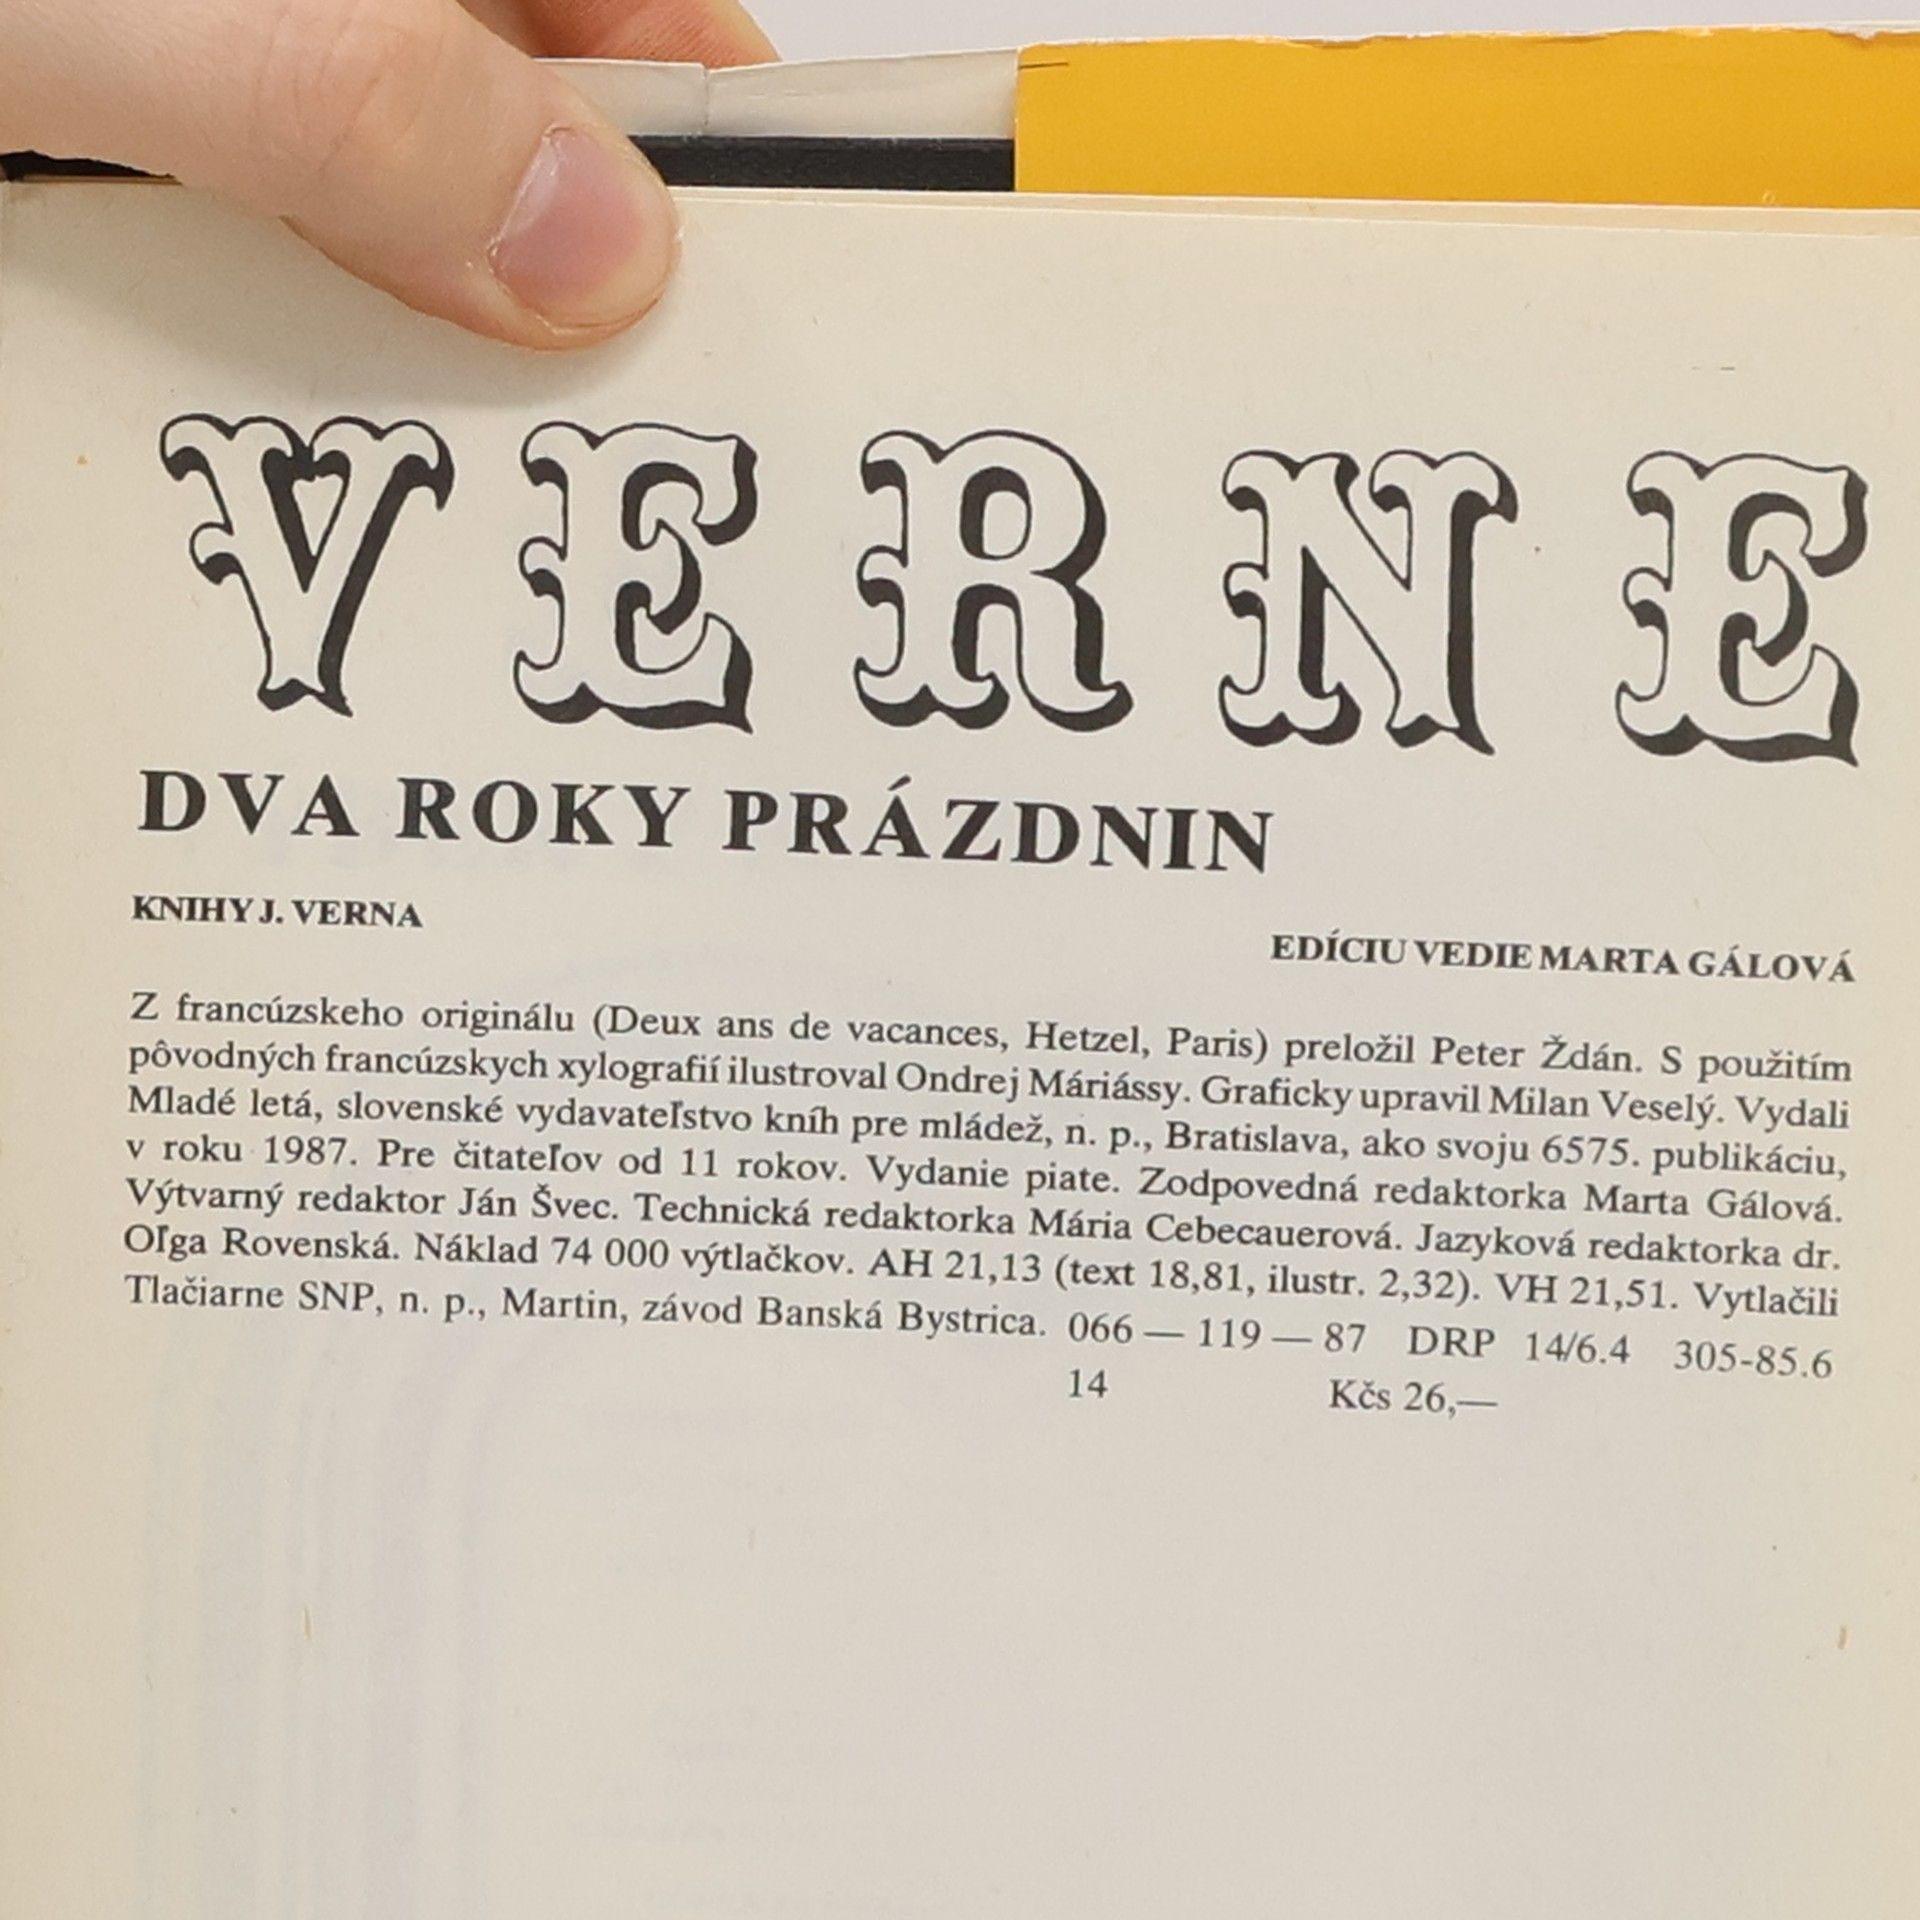 VERNE
DVA ROKY PRÁZDNIN
KNIHY J. VERNA
EDÍCIU VEDIE MARTA GÁLOVÁ
Z francúzskeho originálu (Deux ans de vacances, Hetzel, Paris) preložil Peter Ždán. S použitím
pôvodných francúzskych xylografií ilustroval Ondrej Máriássy. Graficky upravil Milan Veselý. Vydali
Mladé letá, slovenské vydavateľstvo kníh pre mládež, n. p., Bratislava, ako svoju 6575. publikáciu,
v roku 1987. Pre čitateľov od 11 rokov. Vydanie piate. Zodpovedná redaktorka Marta Gálová.
Výtvarný redaktor Ján Švec. Technická redaktorka Mária Cebecauerová. Jazyková redaktorka dr.
Oľga Rovenská. Náklad 74 000 výtlačkov. AH 21,13 (text 18,81, ilustr. 2,32). VH 21,51. Vytlačili
Tlačiarne SNP, n. p., Martin, závod Banská Bystrica. 066 — 119 — 87 DRP 14/6.4 305-85.6
14 Kčs 26,—